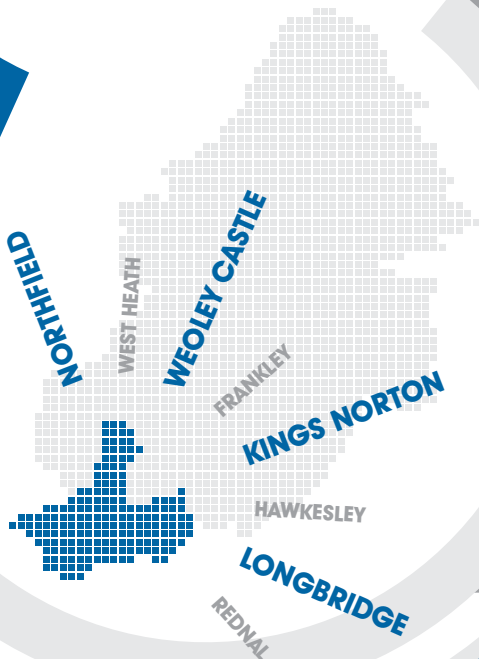 NORTHFIELD
WEST HEATH
WEOLEY CASTLE
FRANKLEY
KINGS NORTON
HAWKESLEY
LONGBRIDGE
REDNAL